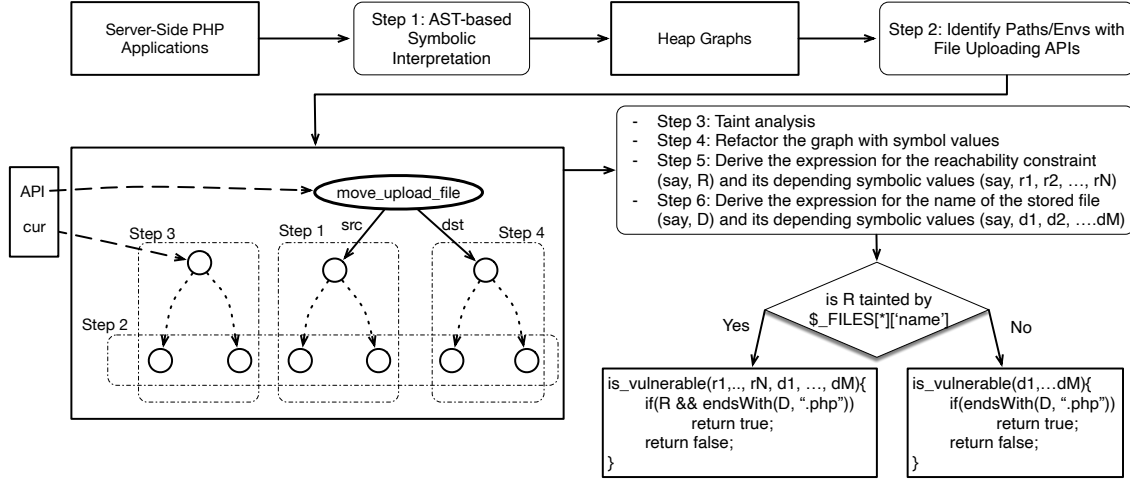 Server-Side PHP
Applications
Step 1: AST-based
Symbolic
Interpretation
Heap Graphs
Step 2: Identify Paths/Envs with
File Uploading APIs
- Step 3: Taint analysis
- Step 4: Refactor the graph with symbol values
- Step 5: Derive the expression for the reachability constraint
(say, R) and its depending symbolic values (say, r1, r2, …, rN)
- Step 6: Derive the expression for the name of the stored file
(say, D) and its depending symbolic values (say, d1, d2, ….dM)
API
cur
move_upload_file
src
dst
Step 3
Step 1
Step 4
Step 2
is R tainted by
$_FILES[*][‘name’]
Yes
No
is_vulnerable(r1,.., rN, d1, …, dM){
if(R && endsWith(D, “.php”))
return true;
return false;
}
is_vulnerable(d1,…dM){
if(endsWith(D, “.php”))
return true;
return false;
}